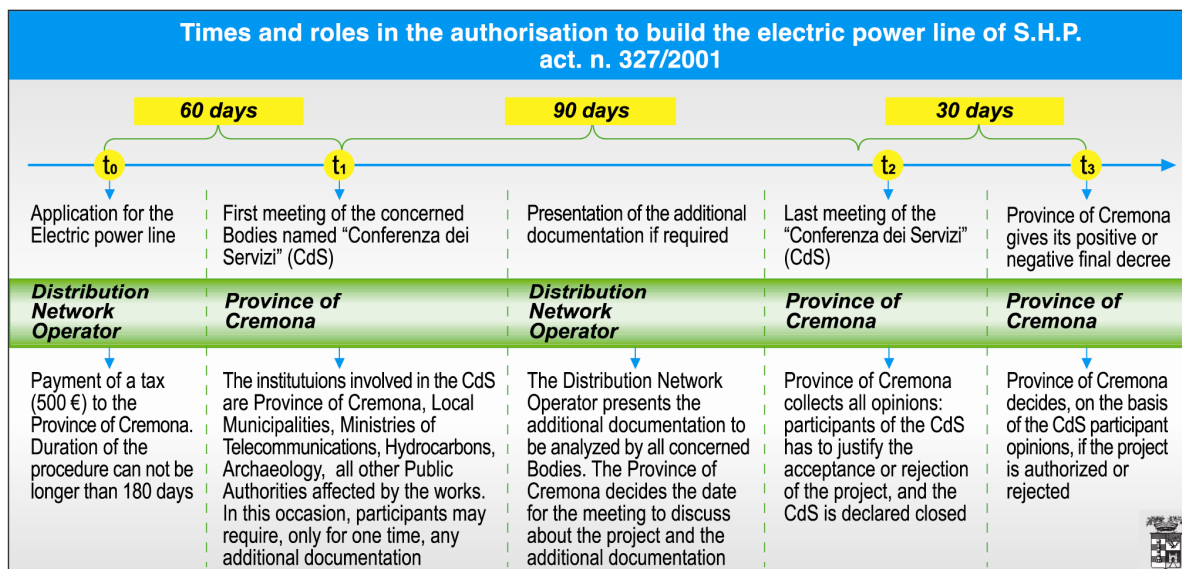 Times and roles in the authorisation to build the electric power line of S.H.P.
act. n. 327/2001
60 days
90 days
30 days
t0
t1
t2
t3
Application for the
Electric power line
First meeting of the concerned
Bodies named “Conferenza dei
Servizi” (CdS)
Presentation of the additional
documentation if required
Last meeting of the
“Conferenza dei Servizi”
(CdS)
Province of Cremona
gives its positive or
negative final decree
Distribution
Network
Operator
Province of
Cremona
Distribution
Network
Operator
Province of
Cremona
Province of
Cremona
Payment of a tax
(500 €) to the
Province of Cremona.
Duration of the
procedure can not be
longer than 180 days
The institutuions involved in the CdS
are Province of Cremona, Local
Municipalities, Ministries of
Telecommunications, Hydrocarbons,
Archaeology, all other Public
Authorities affected by the works.
In this occasion, participants may
require, only for one time, any
additional documentation
The Distribution Network
Operator presents the
additional documentation to
be analyzed by all concerned
Bodies. The Province of
Cremona decides the date
for the meeting to discuss
about the project and the
additional documentation
Province of Cremona
collects all opinions:
participants of the CdS
has to justify the
acceptance or rejection
of the project, and the
CdS is declared closed
Province of Cremona
decides, on the basis
of the CdS participant
opinions, if the project
is authorized or
rejected